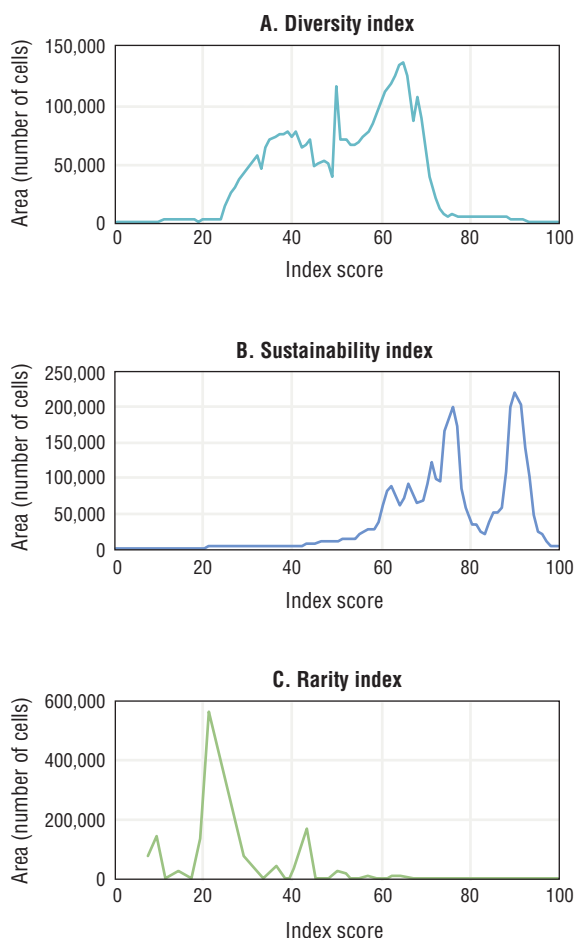 A. Diversity index
150,000
100,000
50,000
0
Area (number of cells)
0 20 40 60 80 100
Index score
B. Sustainability index
250,000
200,000
150,000
100,000
50,000
0
Area (number of cells)
0 20 40 60 80 100
Index score
C. Rarity index
600,000
400,000
200,000
0
Area (number of cells)
0 20 40 60 80 100
Index score